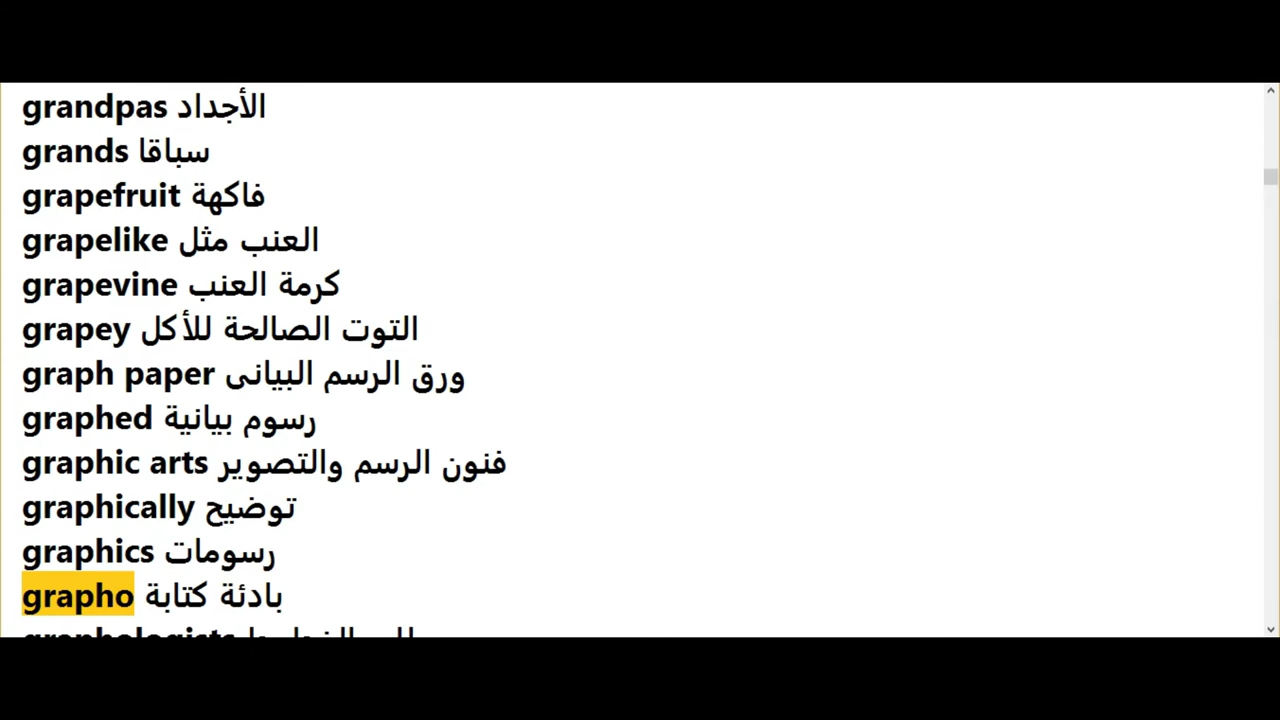 grandpas الأجداد
grands سباقا
grapefruit فاكهة
grapelike العنب مثل
grapevine كرمة العنب
grapey التوت الصالحة للأكل
graph paper ورق الرسم البيانى
graphed رسوم بيانية
graphic arts فنون الرسم والتصوير
graphically توضيح
graphics رسومات
grapho بادئة كتابة
graphologists